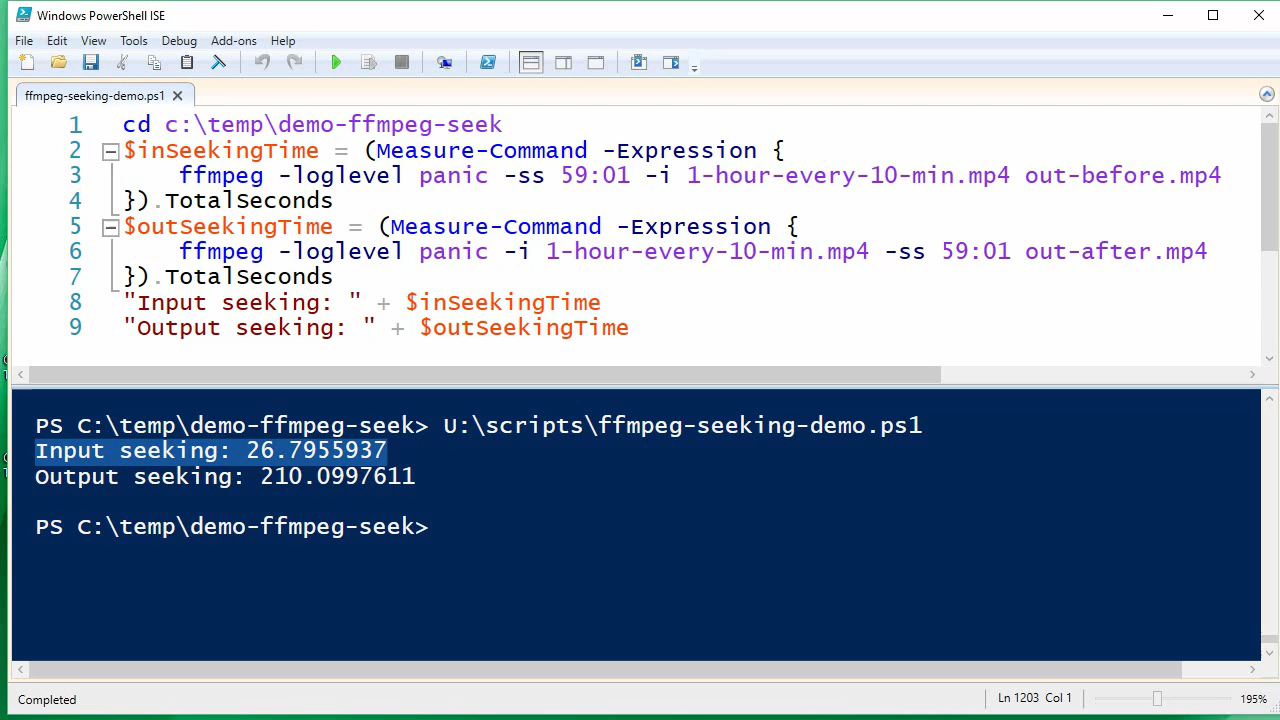 Windows PowerShell ISE
File Edit View Tools Debug Add-ons Help
ffmpeg-seeking-demo.ps1
1 cd c:\temp\demo-ffmpeg-seek
2 $inSeekingTime = (Measure-Command -Expression {
3 ffmpeg -loglevel panic -ss 59:01 -i 1-hour-every-10-min.mp4 out-before.mp4
4 }).TotalSeconds
5 $outSeekingTime = (Measure-Command -Expression {
6 ffmpeg -loglevel panic -i 1-hour-every-10-min.mp4 -ss 59:01 out-after.mp4
7 }).TotalSeconds
8 "Input seeking: " + $inSeekingTime
9 "Output seeking: " + $outSeekingTime
PS C:\temp\demo-ffmpeg-seek> U:\scripts\ffmpeg-seeking-demo.ps1
Input seeking: 26.7955937
Output seeking: 210.0997611
PS C:\temp\demo-ffmpeg-seek>
Completed Ln 1203 Col 1 195%